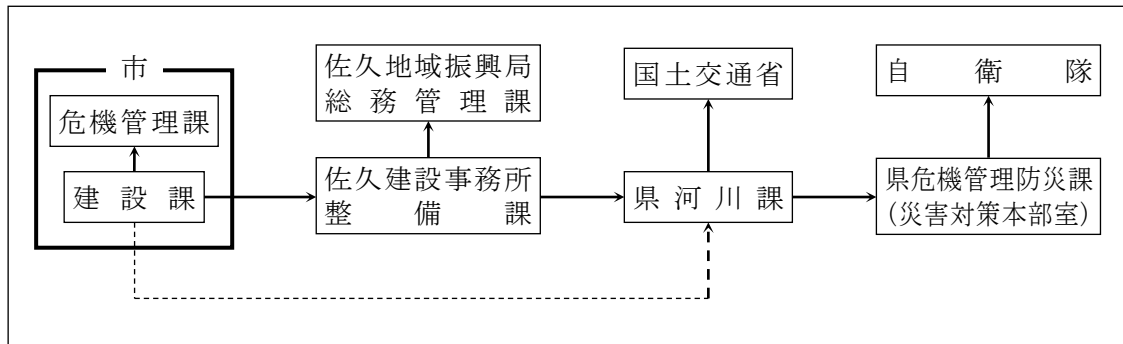 市
危機管理課
建設課
佐久地域振興局
総務管理課
佐久建設事務所
整備課
国土交通省
県河川課
自衛隊
県危機管理防災課
(災害対策本部室)